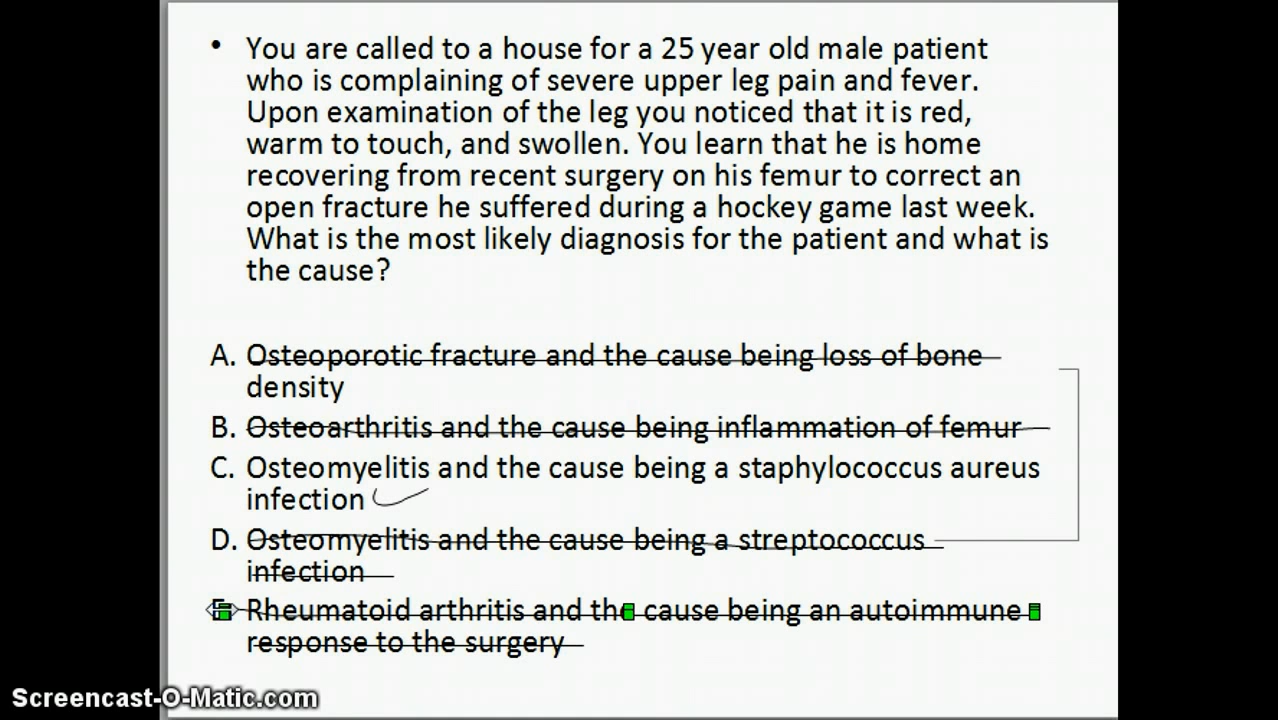 • You are called to a house for a 25 year old male patient
who is complaining of severe upper leg pain and fever.
Upon examination of the leg you noticed that it is red,
warm to touch, and swollen. You learn that he is home
recovering from recent surgery on his femur to correct an
open fracture he suffered during a hockey game last week.
What is the most likely diagnosis for the patient and what is
the cause?
A. Osteoporotic fracture and the cause being loss of bone
density
B. Osteoarthritis and the cause being inflammation of femur
C. Osteomyelitis and the cause being a staphylococcus aureus
infection
D. Osteomyelitis and the cause being a streptococcus
infection
Rheumatoid arthritis and the cause being an autoimmune
response to the surgery
Screencast-O-Matic.com